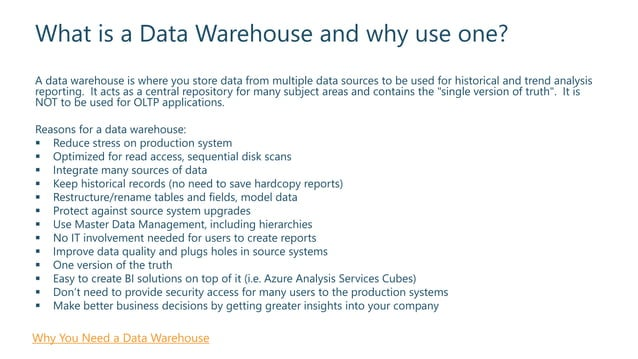 What is a Data Warehouse and why use one?
A data warehouse is where you store data from multiple data sources to be used for historical and trend analysis
reporting.  It acts as a central repository for many subject areas and contains the "single version of truth".  It is
NOT to be used for OLTP applications.
Reasons for a data warehouse:
▪ Reduce stress on production system
▪ Optimized for read access, sequential disk scans
▪ Integrate many sources of data
▪ Keep historical records (no need to save hardcopy reports)
▪ Restructure/rename tables and fields, model data
▪ Protect against source system upgrades
▪ Use Master Data Management, including hierarchies
▪ No IT involvement needed for users to create reports
▪ Improve data quality and plugs holes in source systems
▪ One version of the truth
▪ Easy to create BI solutions on top of it (i.e. Azure Analysis Services Cubes)
▪ Don't need to provide security access for many users to the production systems
▪ Make better business decisions by getting greater insights into your company
Why You Need a Data Warehouse